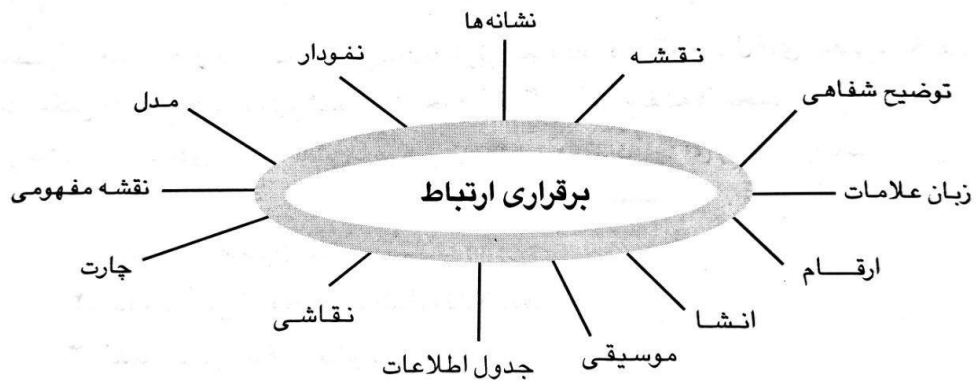 نشانه‌ها
نقشه
نمودار
توضیح شفاهی
مدل
برقراری ارتباط
زبان علامات
نقشه مفهومی
ارقام
چارت
انشا
نقاشی
موسیقی
جدول اطلاعات